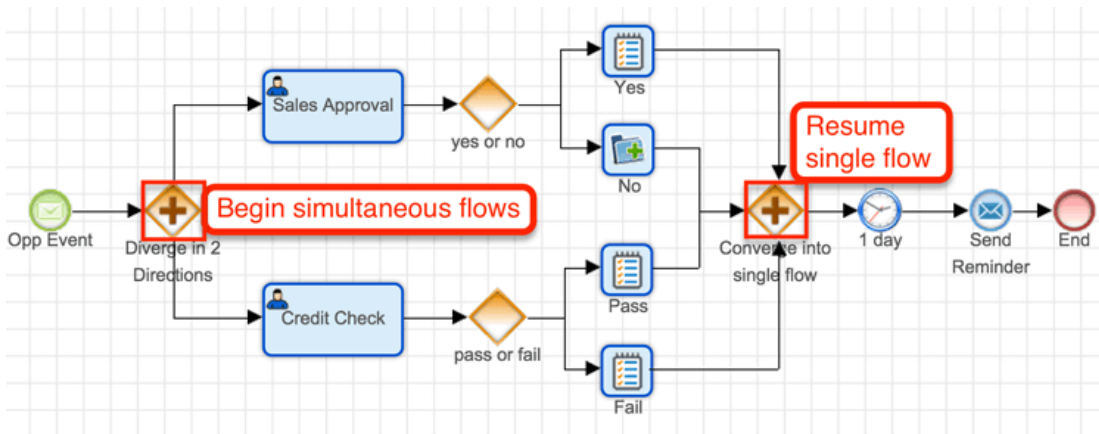 Yes
Sales Approval
yes or no
Resume
single flow
No
Begin simultaneous flows
Opp Event
Diverge in 2
Directions
Converge into
single flow
1 day
Send
Reminder
End
Pass
Credit Check
pass or fail
Fail